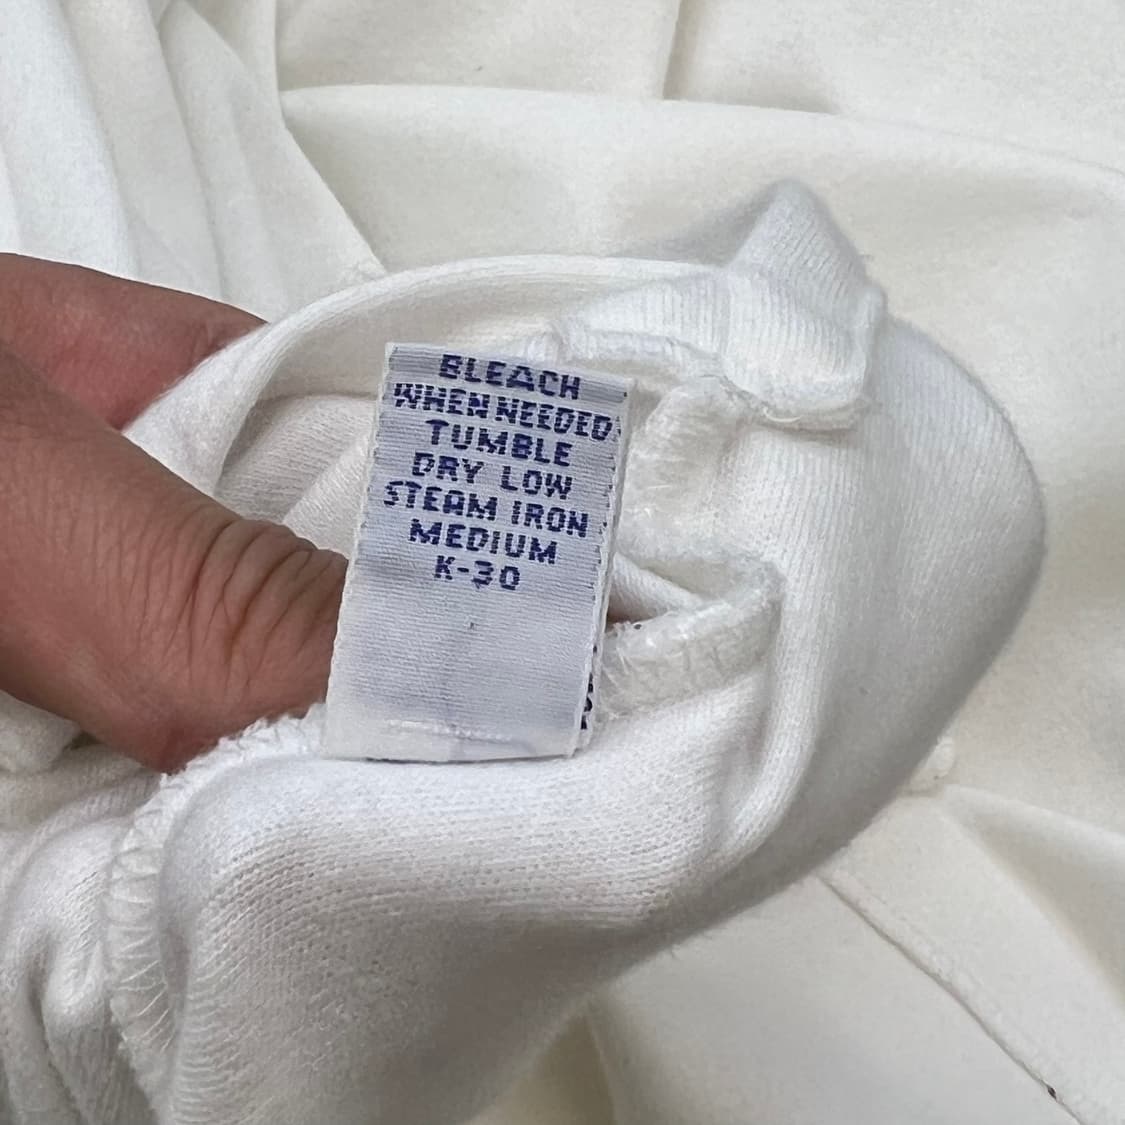 BLEACH
WHEN NEEDED
TUMBLE
DRY LOW
STEAM IRON
MEDIUM
K-30